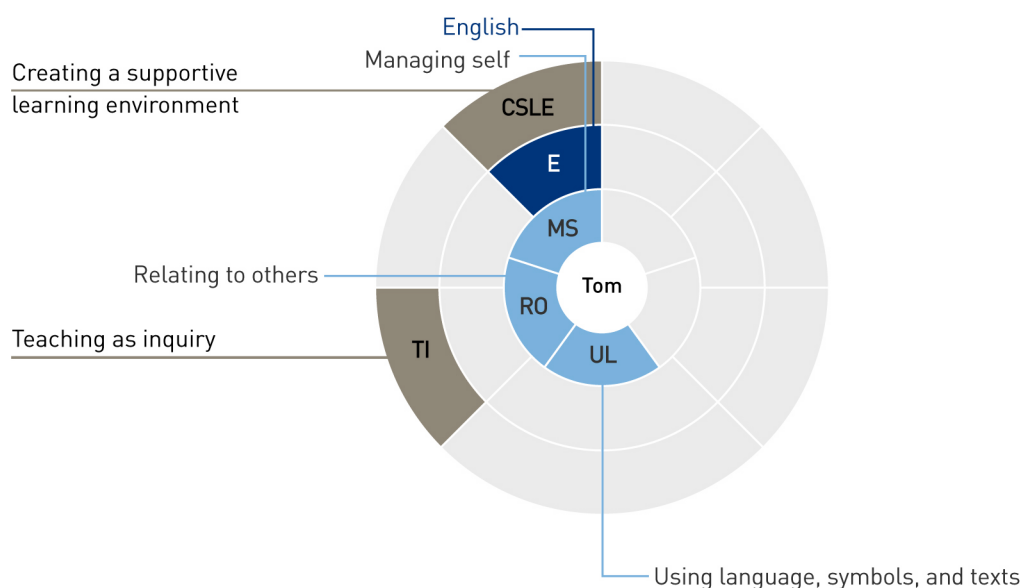 English
Managing self
Creating a supportive
learning environment
CSLE
E
MS
Relating to others
Tom
RO
Teaching as inquiry
TI
UL
Using language, symbols, and texts